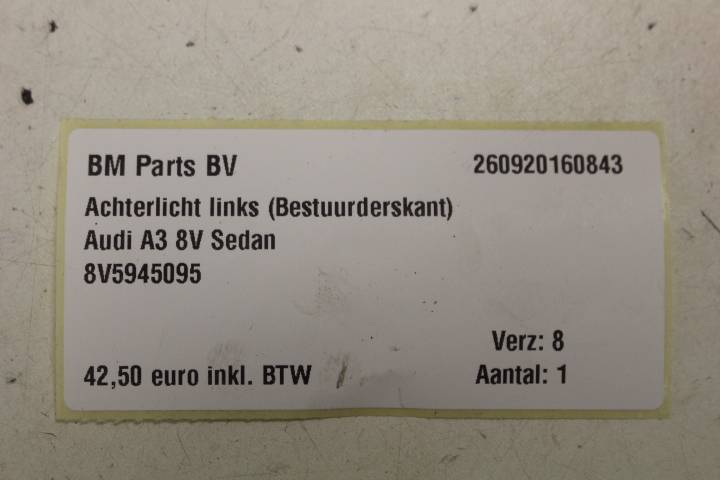 BM Parts BV 260920160843
Achterlicht links (Bestuurderskant)
Audi A3 8V Sedan
8V5945095
Verz: 8
42,50 euro inkl. BTW Aantal: 1